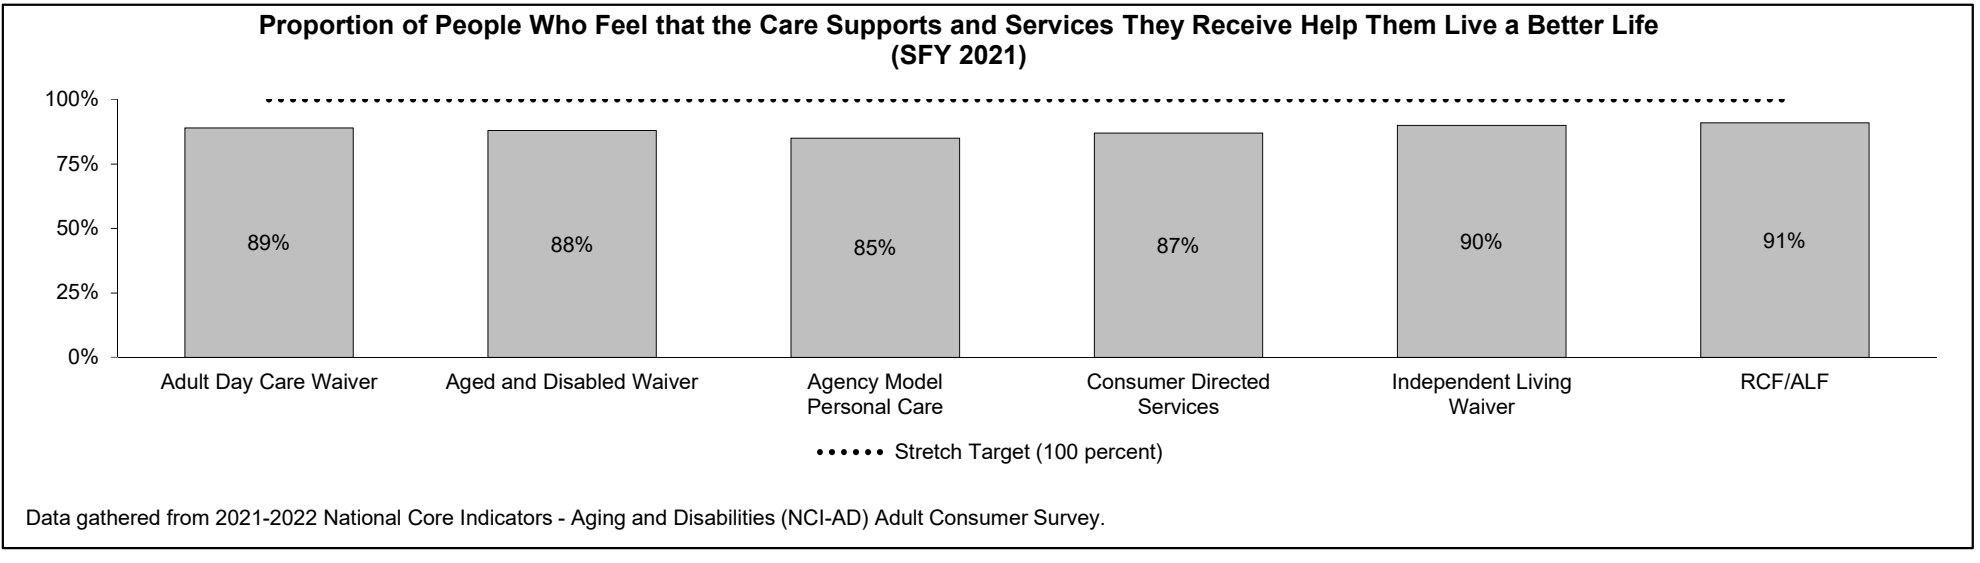 Proportion of People Who Feel that the Care Supports and Services They Receive Help Them Live a Better Life
(SFY 2021)
100%
75%
50%
25%
0%
89%
88%
85%
87%
90%
91%
Adult Day Care Waiver
Aged and Disabled Waiver
Agency Model
Personal Care
Consumer Directed
Services
Independent Living
Waiver
RCF/ALF
Stretch Target (100 percent)
Data gathered from 2021-2022 National Core Indicators - Aging and Disabilities (NCI-AD) Adult Consumer Survey.